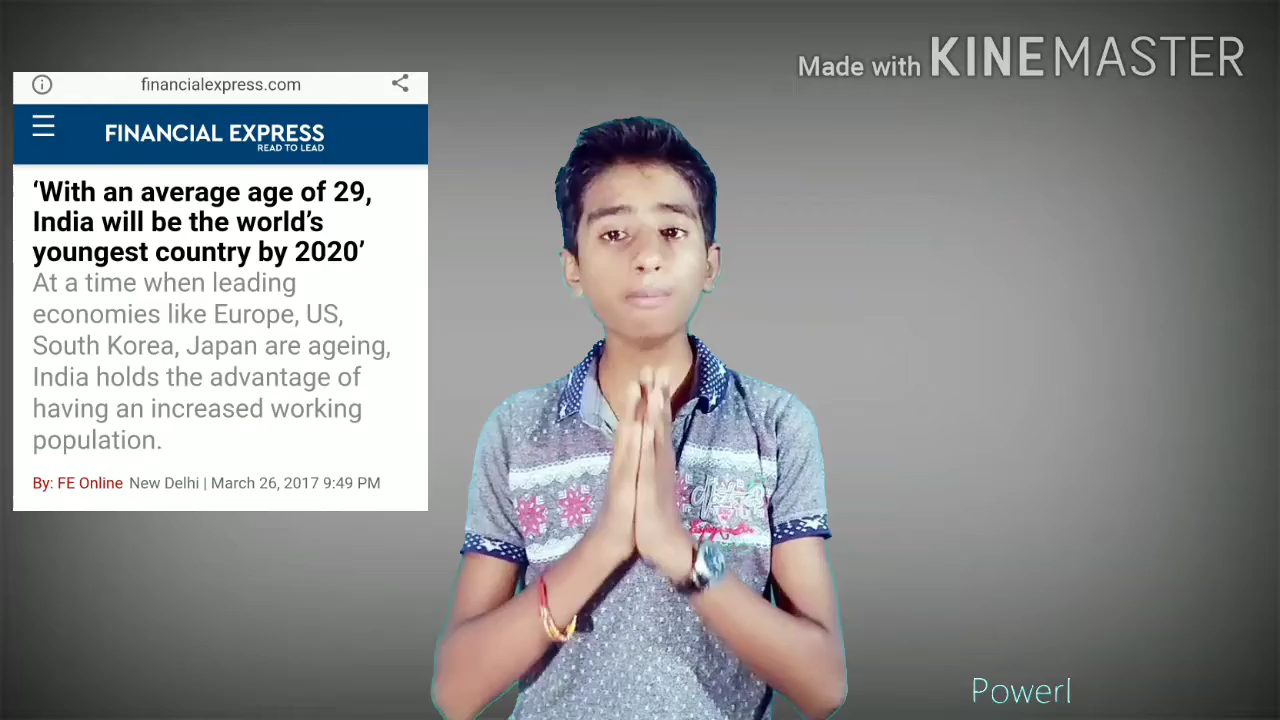 Made with KINEMASTER
financialexpress.com
FINANCIAL EXPRESS
READ TO LEAD
‘With an average age of 29,
India will be the world’s
youngest country by 2020’
At a time when leading
economies like Europe, US,
South Korea, Japan are ageing,
India holds the advantage of
having an increased working
population.
By: FE Online New Delhi | March 26, 2017 9:49 PM
Powerl